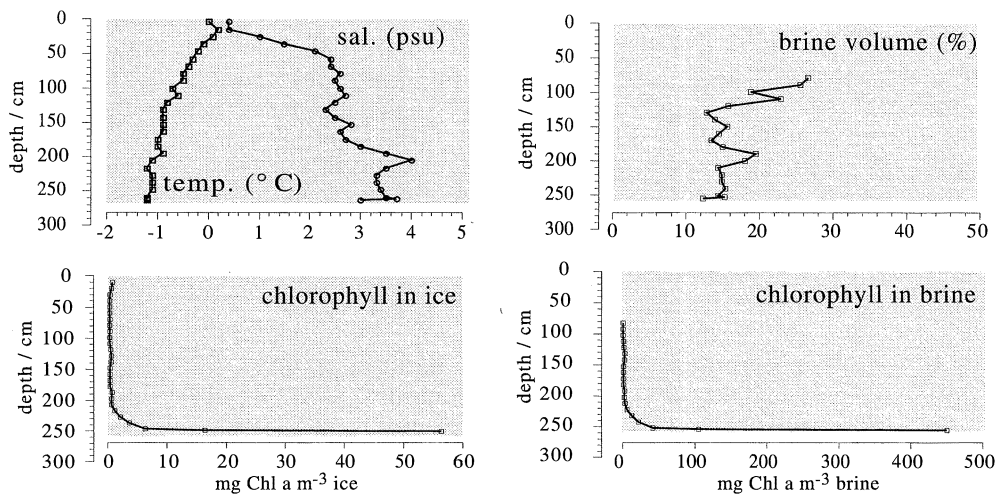 sal. (psu)
temp. (° C)
depth / cm
0
50
100
150
200
250
300
-2 -1 0 1 2 3 4 5
brine volume (%)
depth / cm
0
50
100
150
200
250
300
0 10 20 30 40 50
chlorophyll in ice
depth / cm
0
50
100
150
200
250
300
0 10 20 30 40 50 60
mg Chl a m-3 ice
chlorophyll in brine
depth / cm
0
50
100
150
200
250
300
0 100 200 300 400 500
mg Chl a m-3 brine